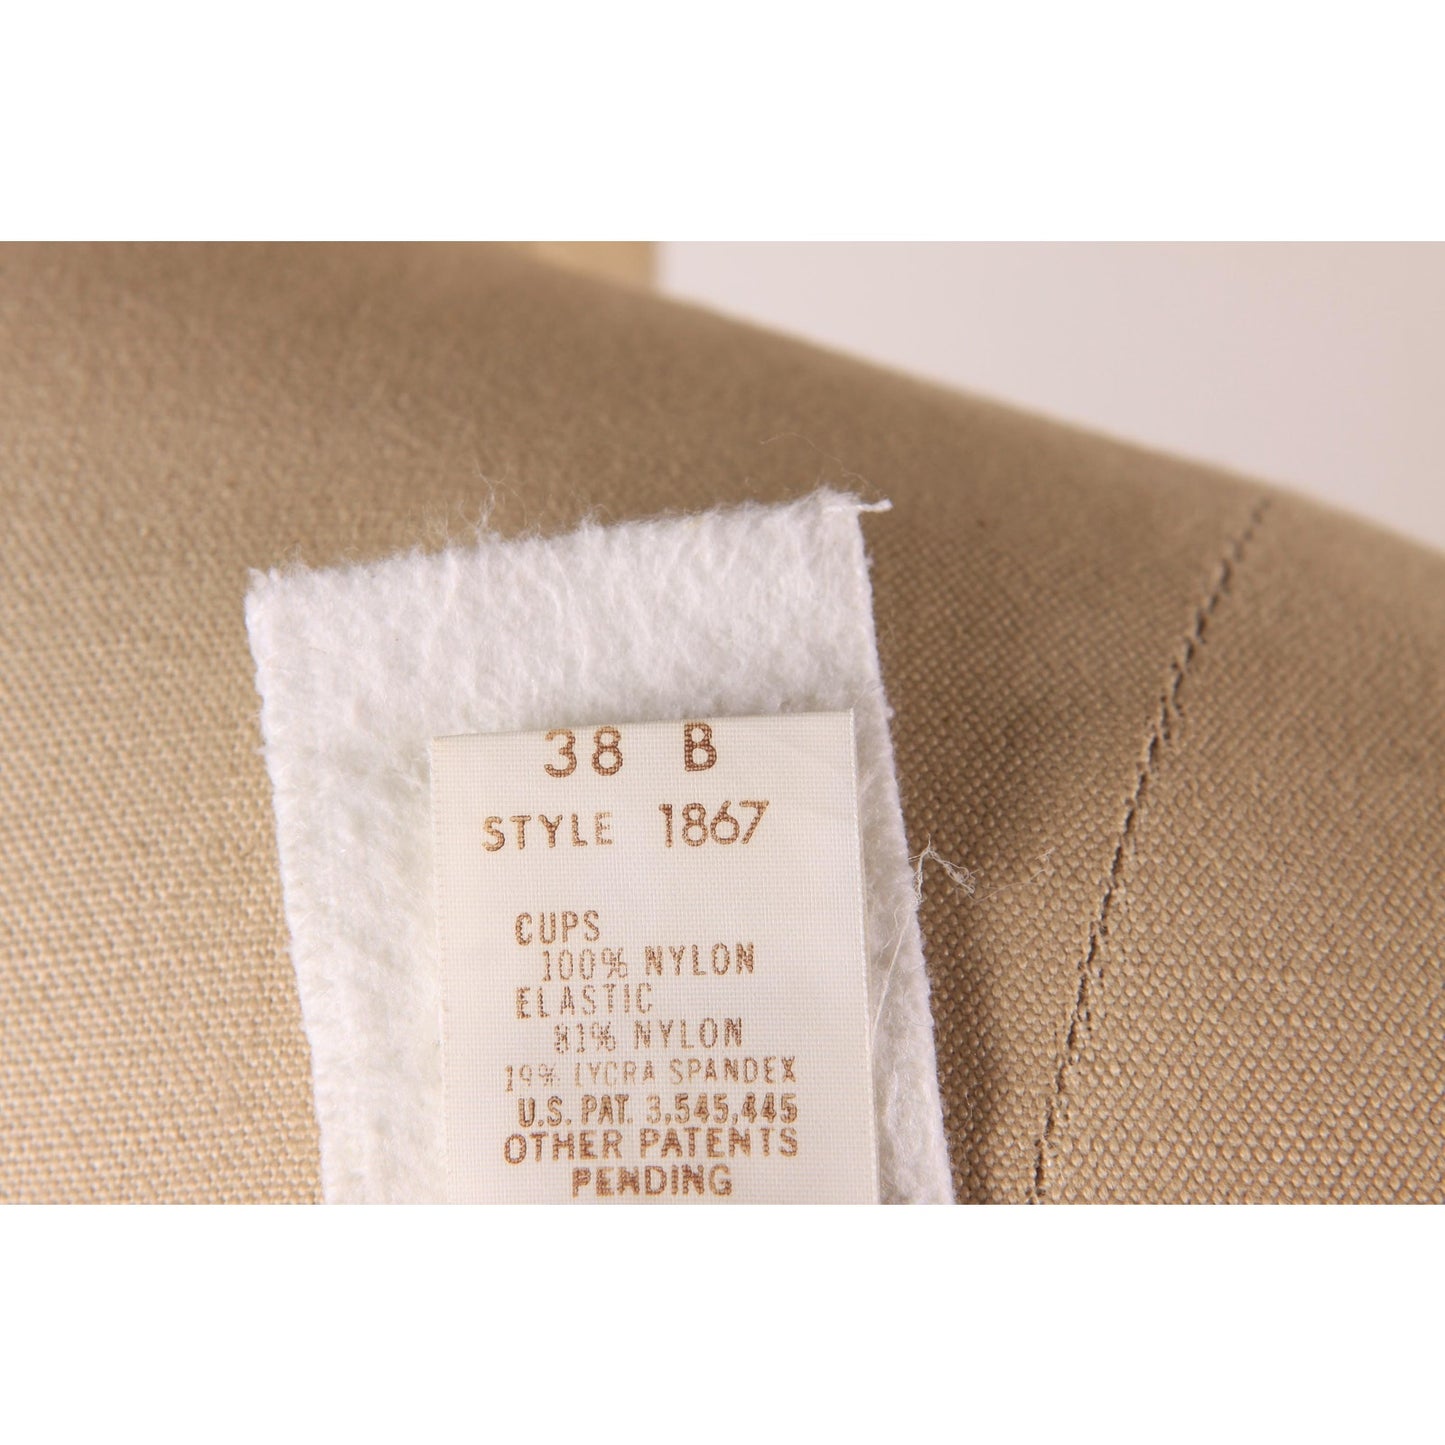 38 B
STYLE 1867
CUPS
100% NYLON
ELASTIC
81% NYLON
19% LYCRA SPANDEX
U.S. PAT. 3,545,445
OTHER PATENTS
PENDING